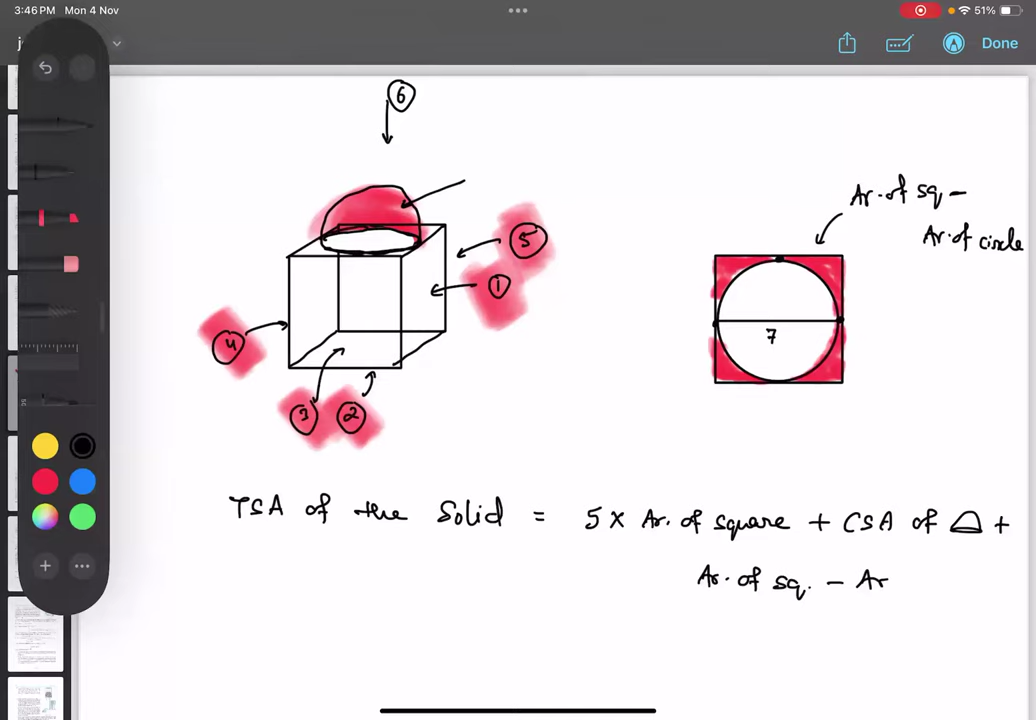 3:46 PM Mon 4 Nov
51%
Done
6
5
1
4
3
2
Ar. of sq -
Ar. of circle
7
TSA of the Solid = 5 x Ar. of square + CSA of ⌓ +
Ar. of sq. - Ar